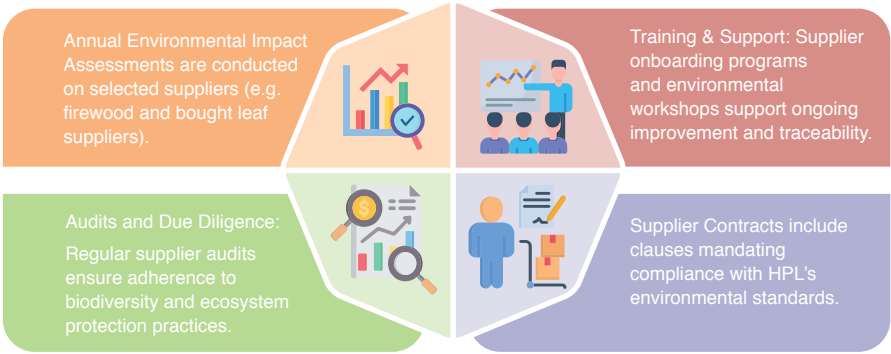 Annual Environmental Impact
Assessments are conducted
on selected suppliers (e.g.
firewood and bought leaf
suppliers).
Training & Support: Supplier
onboarding programs
and environmental
workshops support ongoing
improvement and traceability.
Audits and Due Diligence:
Regular supplier audits
ensure adherence to
biodiversity and ecosystem
protection practices.
Supplier Contracts include
clauses mandating
compliance with HPL's
environmental standards.